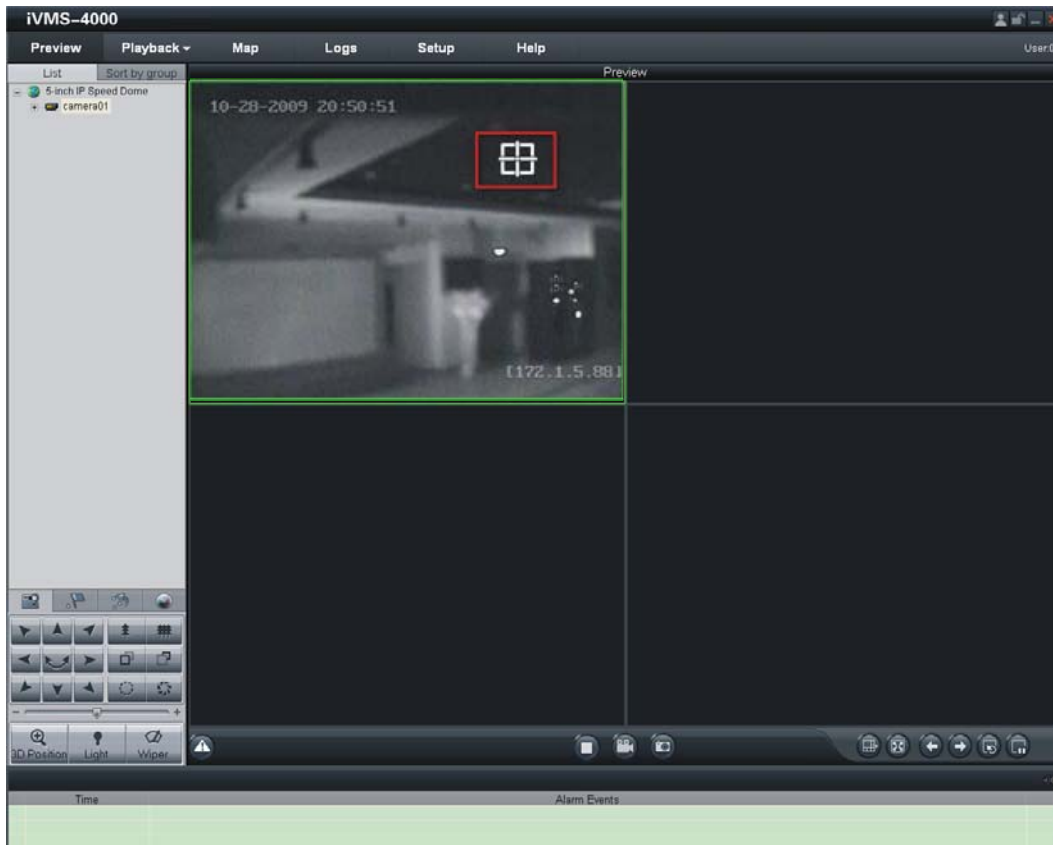 iVMS-4000
Preview
Playback
Map
Logs
Setup
Help
User:
List
Sort by group
Preview
5-inch IP Speed Dome
camera01
10-28-2009 20:50:51
[172.1.5.88]
3D Position
Light
Wiper
Time
Alarm Events